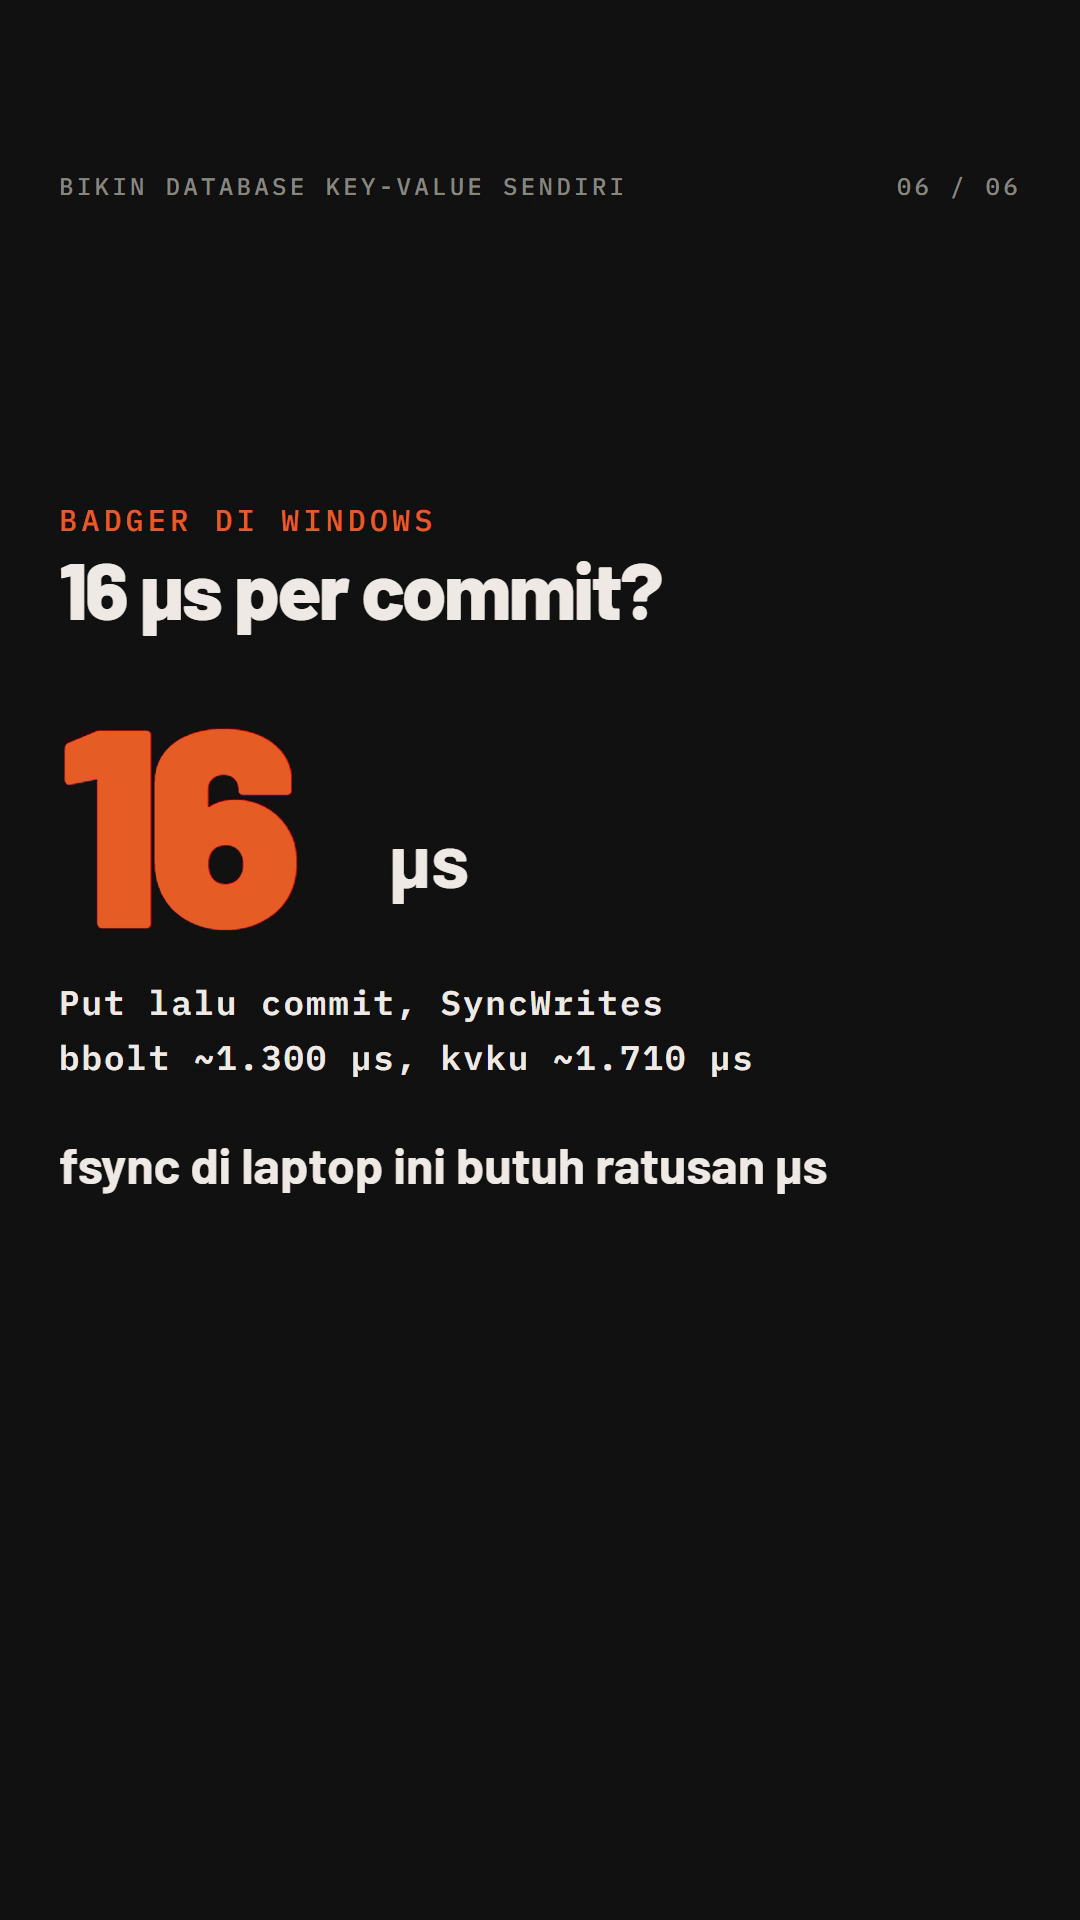 BIKIN DATABASE KEY-VALUE SENDIRI 06 / 06
BADGER DI WINDOWS
16 µs per commit?
16 µs
Put lalu commit, SyncWrites
bbolt ~1.300 µs, kvku ~1.710 µs
fsync di laptop ini butuh ratusan µs